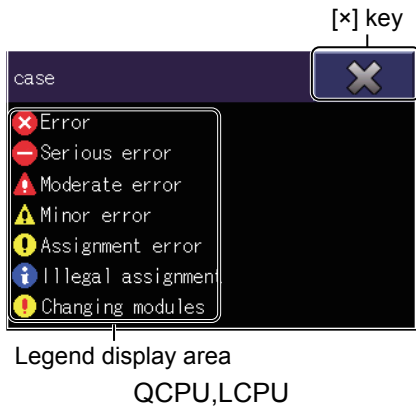 [×] key
case
Error
Serious error
Moderate error
Minor error
Assignment error
Illegal assignment
Changing modules
Legend display area
QCPU,LCPU